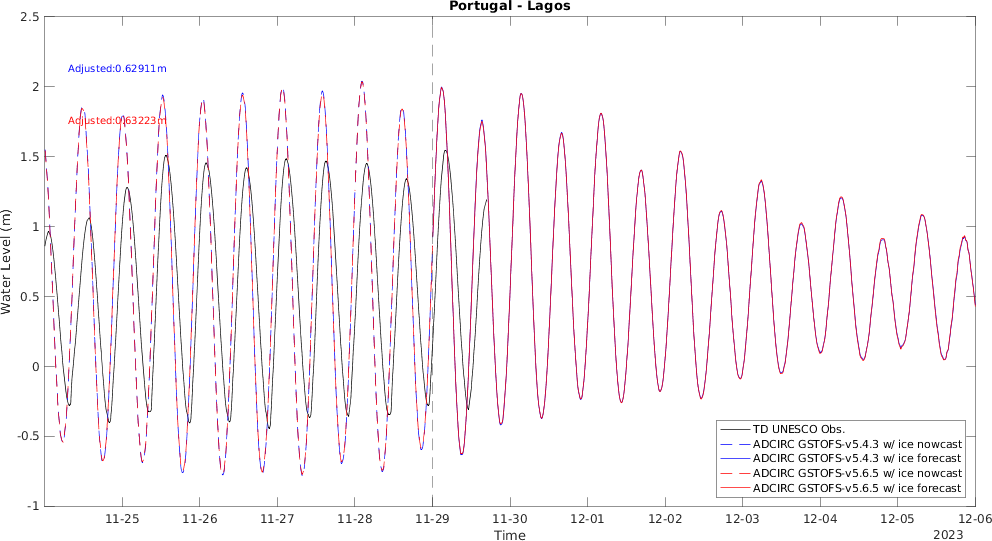 Portugal - Lagos
2.5
2
1.5
1
0.5
0
-0.5
-1
Water Level (m)
Adjusted:0.62911m
Adjusted:0.63223m
TD UNESCO Obs.
ADCIRC GSTOFS-v5.4.3 w/ ice nowcast
ADCIRC GSTOFS-v5.4.3 w/ ice forecast
ADCIRC GSTOFS-v5.6.5 w/ ice nowcast
ADCIRC GSTOFS-v5.6.5 w/ ice forecast
11-25 11-26 11-27 11-28 11-29 11-30 12-01 12-02 12-03 12-04 12-05 12-06
Time
2023